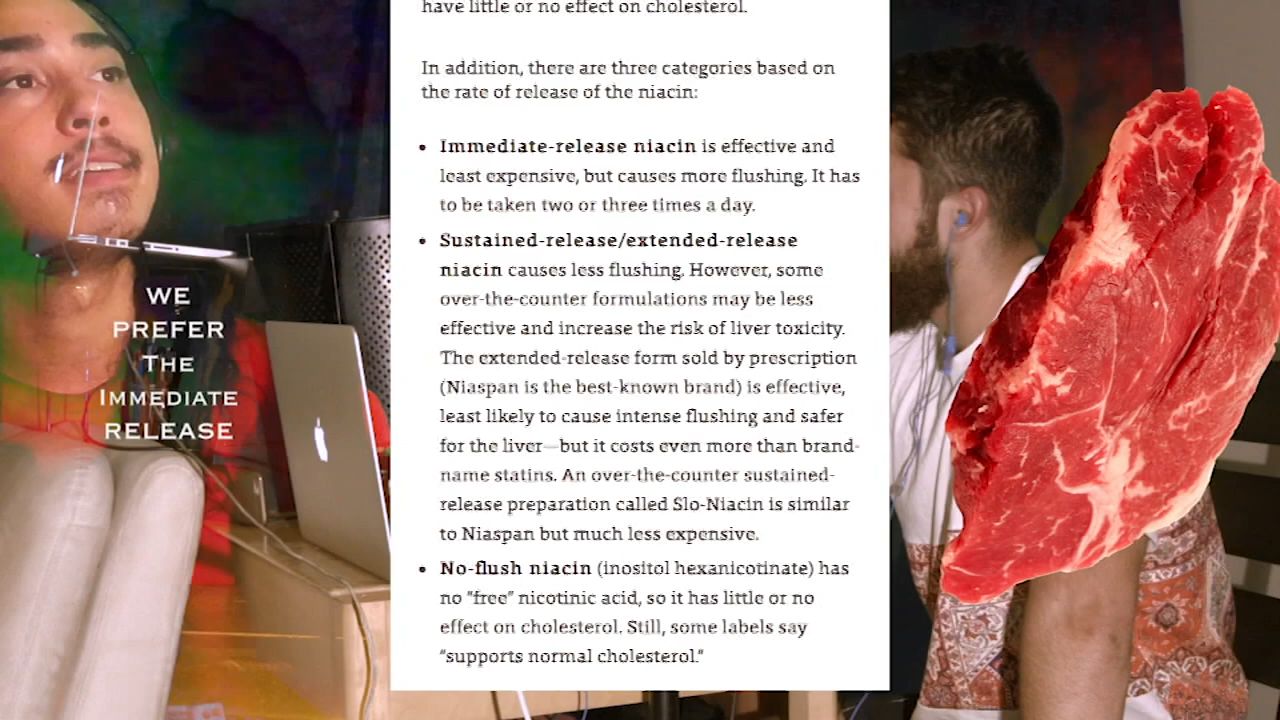 have little or no effect on cholesterol.
In addition, there are three categories based on
the rate of release of the niacin:
• Immediate-release niacin is effective and
least expensive, but causes more flushing. It has
to be taken two or three times a day.
• Sustained-release/extended-release
niacin causes less flushing. However, some
over-the-counter formulations may be less
effective and increase the risk of liver toxicity.
The extended-release form sold by prescription
(Niaspan is the best-known brand) is effective,
least likely to cause intense flushing and safer
for the liver—but it costs even more than brand-
name statins. An over-the-counter sustained-
release preparation called Slo-Niacin is similar
to Niaspan but much less expensive.
• No-flush niacin (inositol hexanicotinate) has
no "free" nicotinic acid, so it has little or no
effect on cholesterol. Still, some labels say
"supports normal cholesterol."
WE
PREFER
THE
IMMEDIATE
RELEASE